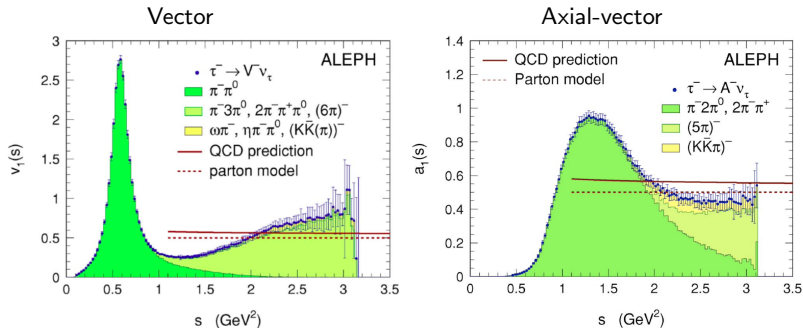 Vector
ALEPH
τ⁻ → V⁻ν_τ
π⁻π⁰
π⁻3π⁰, 2π⁻π⁺π⁰, (6π)⁻
ωπ⁻, ηπ⁻π⁰, (KK̄(π))⁻
QCD prediction
parton model
v₁(s)
3
2.5
2
1.5
1
0.5
0
0 0.5 1 1.5 2 2.5 3 3.5
s (GeV²)
Axial-vector
QCD prediction
Parton model
ALEPH
τ⁻ → A⁻ν_τ
π⁻2π⁰, 2π⁻π⁺
(5π)⁻
(KK̄π)⁻
a₁(s)
1.4
1.2
1.0
0.8
0.6
0.4
0.2
0
0 0.5 1 1.5 2 2.5 3 3.5
s (GeV²)